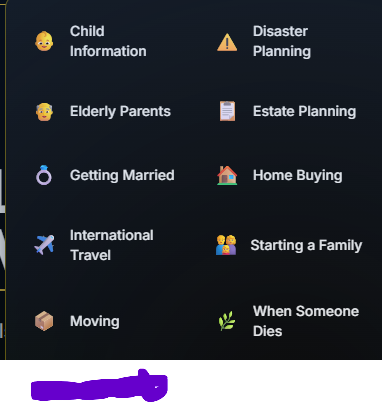 Child
Information
Disaster
Planning
Elderly Parents
Estate Planning
Getting Married
Home Buying
International
Travel
Starting a Family
Moving
When Someone
Dies